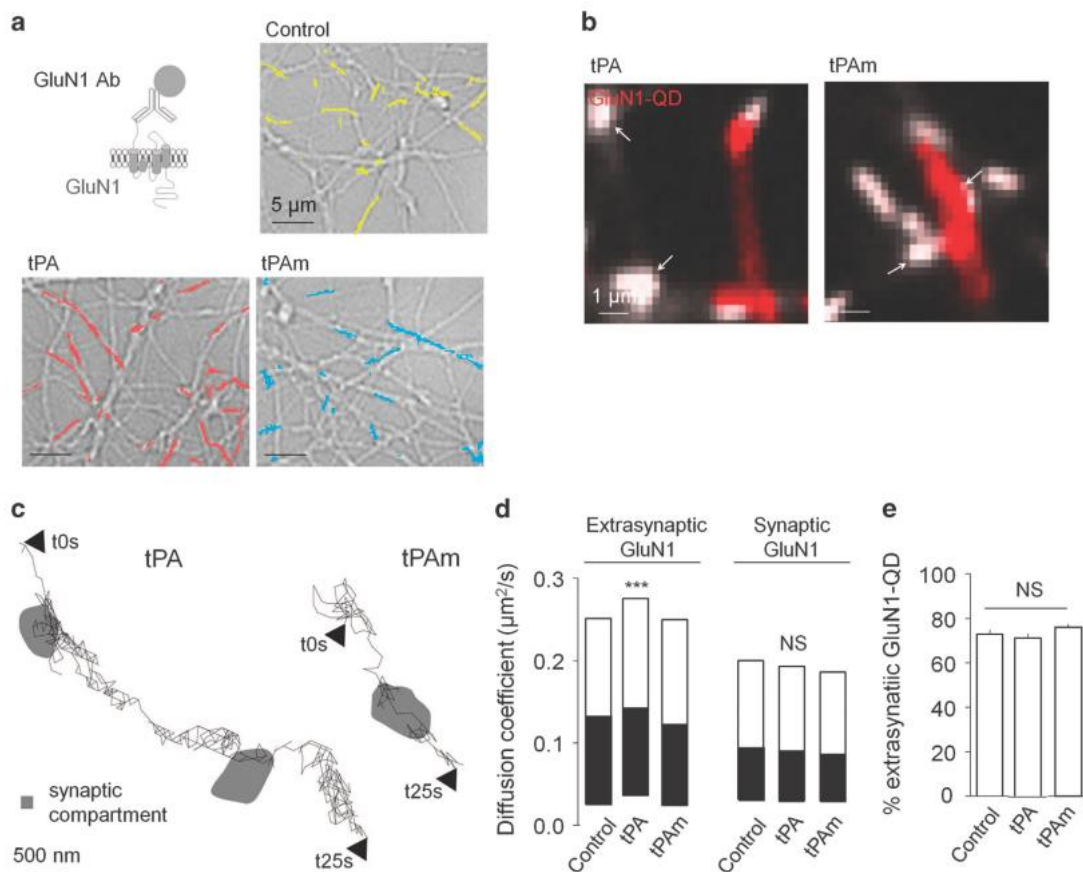 a
Control
GluN1 Ab
GluN1
5 µm
tPA
tPAm
b
tPA
tPAm
GluN1-QD
1 µm
c
t0s
tPA
tPAm
t0s
synaptic
compartment
t25s
500 nm
t25s
d
Extrasynaptic
GluN1
Synaptic
GluN1
Diffusion coefficient (µm²/s)
0.3
0.2
0.1
0.0
***
NS
Control
tPA
tPAm
Control
tPA
tPAm
e
% extrasynatiic GluN1-QD
100
80
60
40
20
0
NS
Control
tPA
tPAm